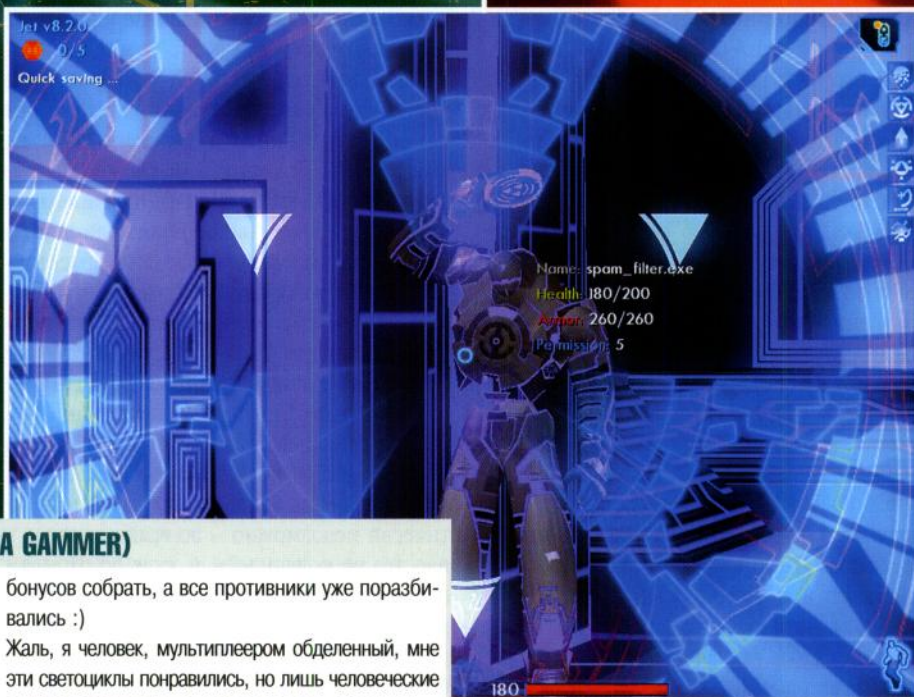 Jet v8.2.0
0/5
Quick saving ...
Name: spam_filter.exe
Health: 180/200
Armor: 260/260
Permission: 5
A GAMMER)
бонусов собрать, а все противники уже поразби-
вались :)
Жаль, я человек, мультиплеером обделенный, мне
эти светоциклы понравились, но лишь человеческие
180